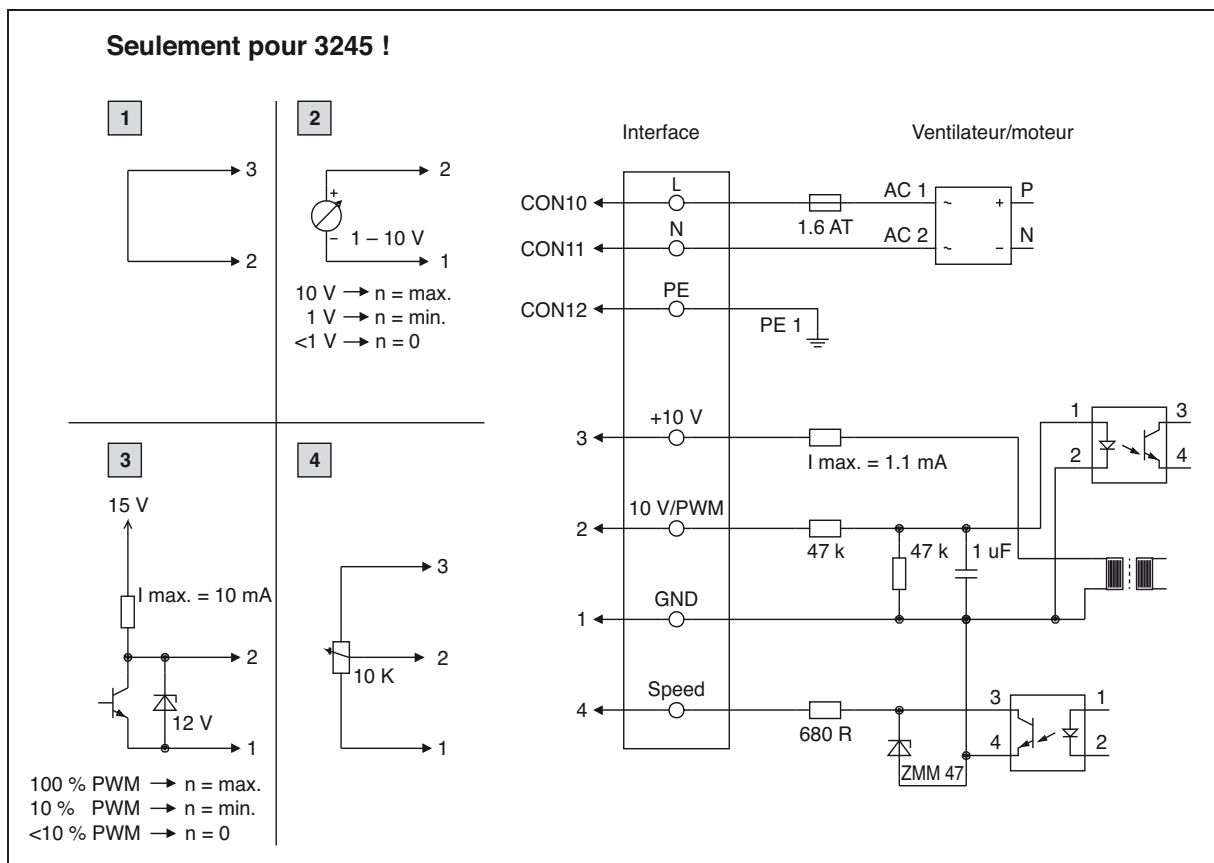 Seulement pour 3245 !
1
3
2
2
2
+
–
1 – 10 V
1
10 V → n = max.
1 V → n = min.
<1 V → n = 0
3
15 V
I max. = 10 mA
2
12 V
1
100 % PWM → n = max.
10 % PWM → n = min.
<10 % PWM → n = 0
4
3
2
10 K
1
Interface
Ventilateur/moteur
CON10
L
1.6 AT
AC 1
~
+
P
CON11
N
AC 2
~
–
N
CON12
PE
PE 1
3
+10 V
I max. = 1.1 mA
1
2
3
4
2
10 V/PWM
47 k
47 k
1 uF
1
GND
4
Speed
680 R
ZMM 47
3
4
1
2